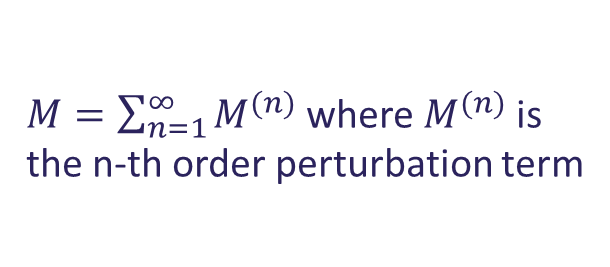 M = ∑_{n=1}^{∞} M^{(n)} where M^{(n)} is
the n-th order perturbation term